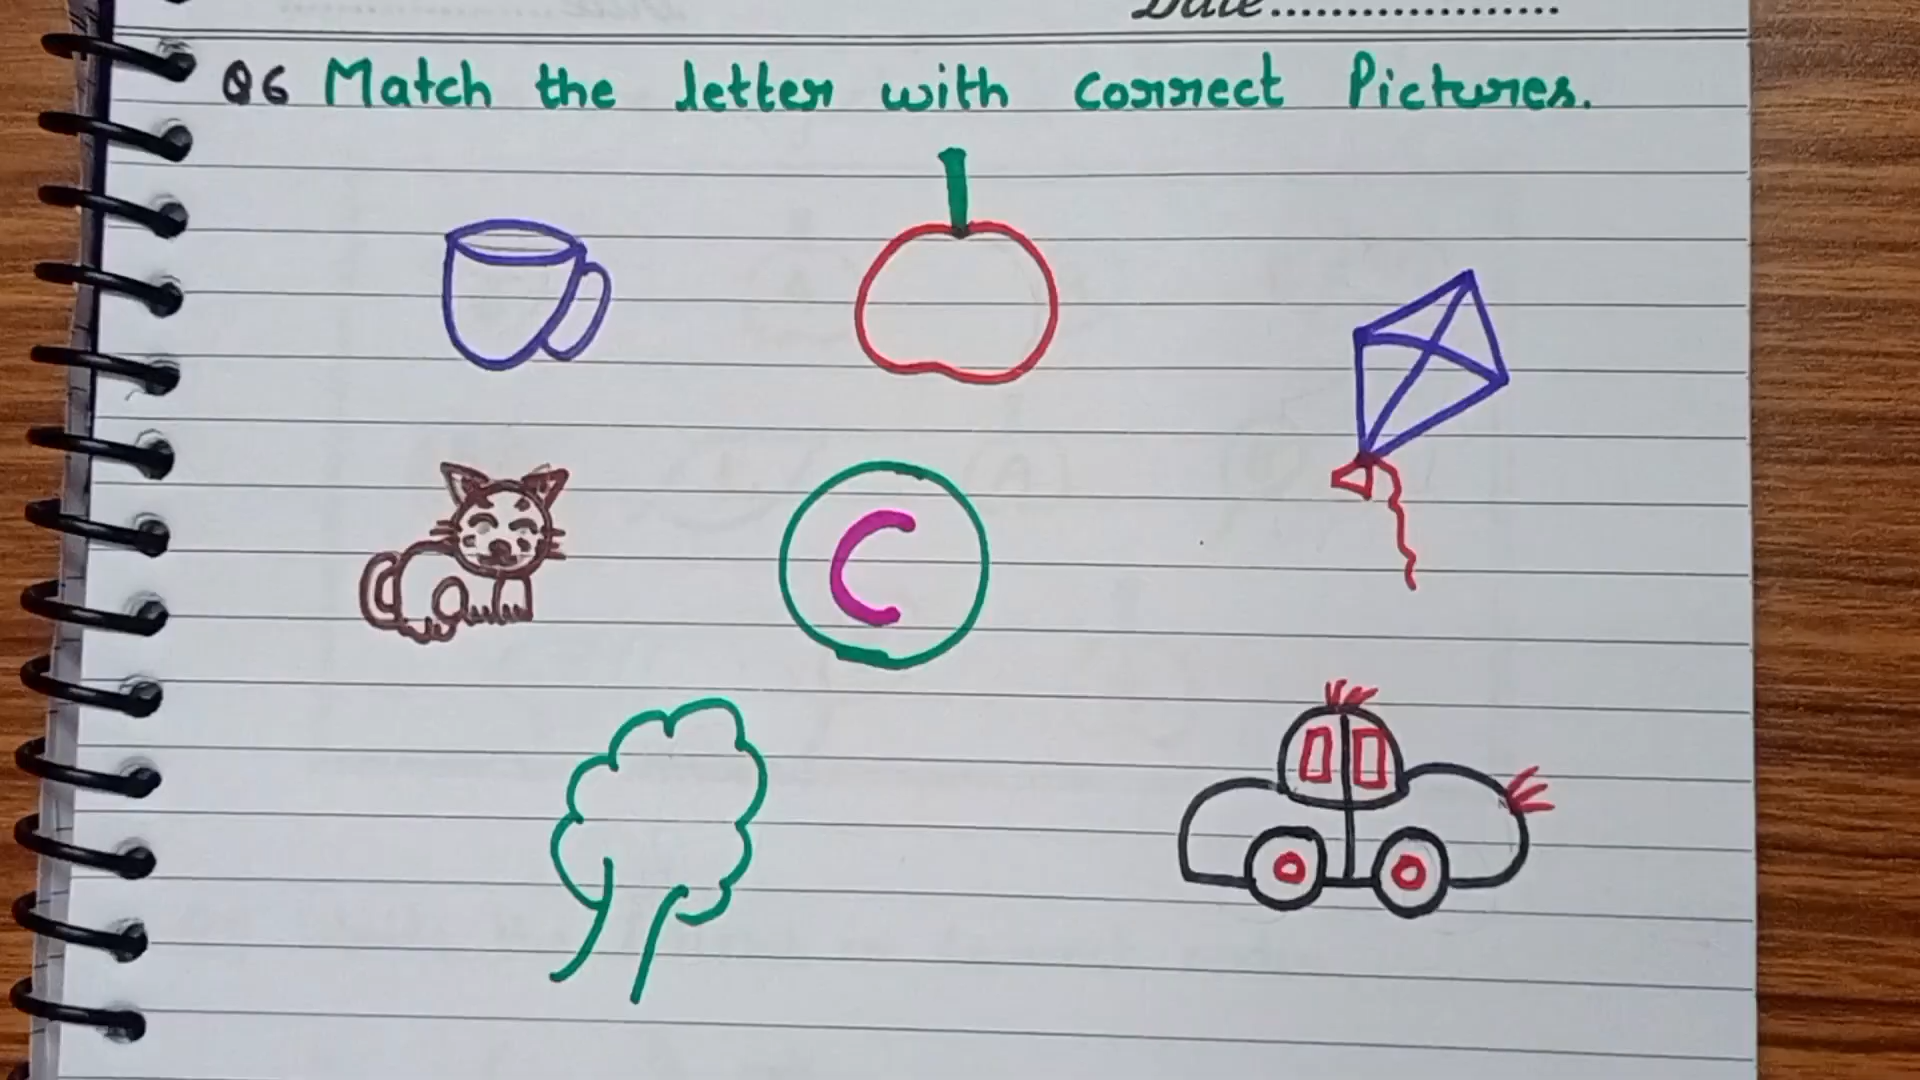 Date....................
Q6 Match the letter with correct Pictures.
C